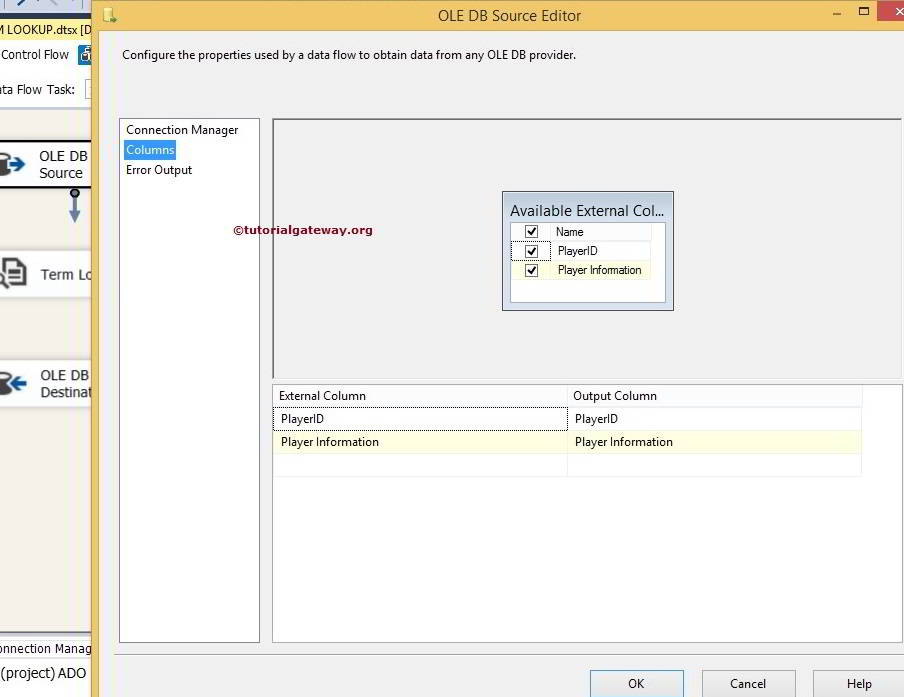 OLE DB Source Editor
M LOOKUP.dtsx [D
Control Flow
Configure the properties used by a data flow to obtain data from any OLE DB provider.
ta Flow Task:
Connection Manager
Columns
Error Output
OLE DB
Source
Available External Col...
Name
PlayerID
Player Information
©tutorialgateway.org
Term Lo
OLE DB
Destinat
External Column Output Column
PlayerID PlayerID
Player Information Player Information
onnection Manag
(project) ADO
OK Cancel Help